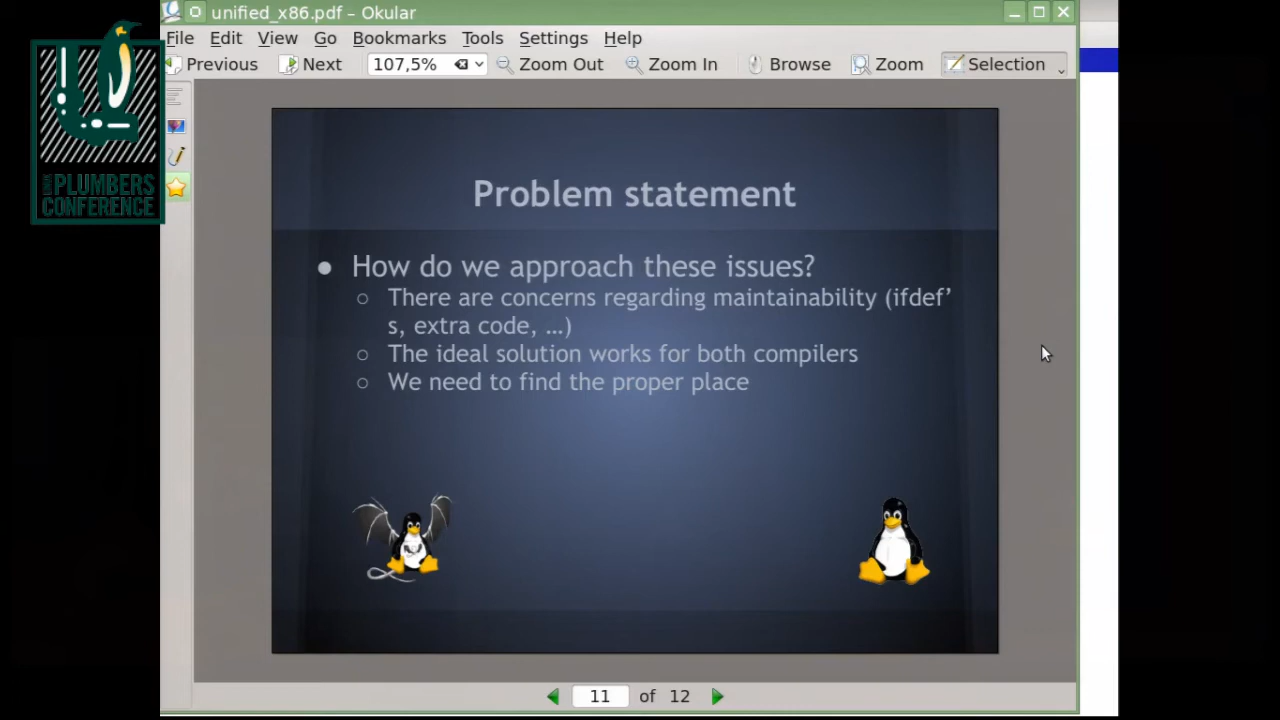 unified_x86.pdf – Okular
File Edit View Go Bookmarks Tools Settings Help
Previous Next 107,5% Zoom Out Zoom In Browse Zoom Selection
LINUX
PLUMBERS
CONFERENCE
Problem statement
● How do we approach these issues?
○ There are concerns regarding maintainability (ifdef’
s, extra code, …)
○ The ideal solution works for both compilers
○ We need to find the proper place
11 of 12